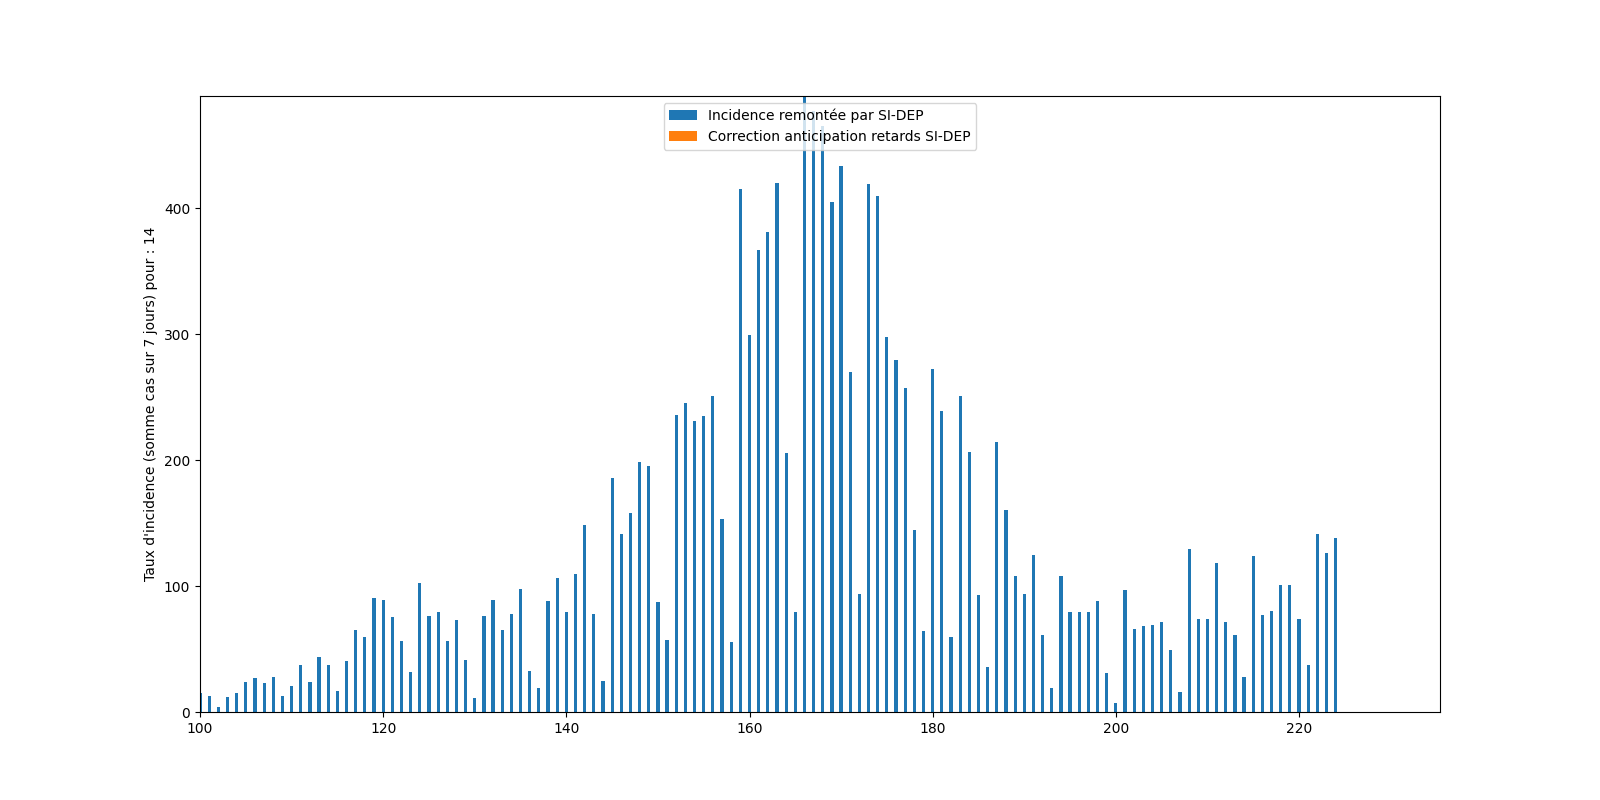 Incidence remontée par SI-DEP
Correction anticipation retards SI-DEP
Taux d'incidence (somme cas sur 7 jours) pour : 14
400
300
200
100
0
100 120 140 160 180 200 220